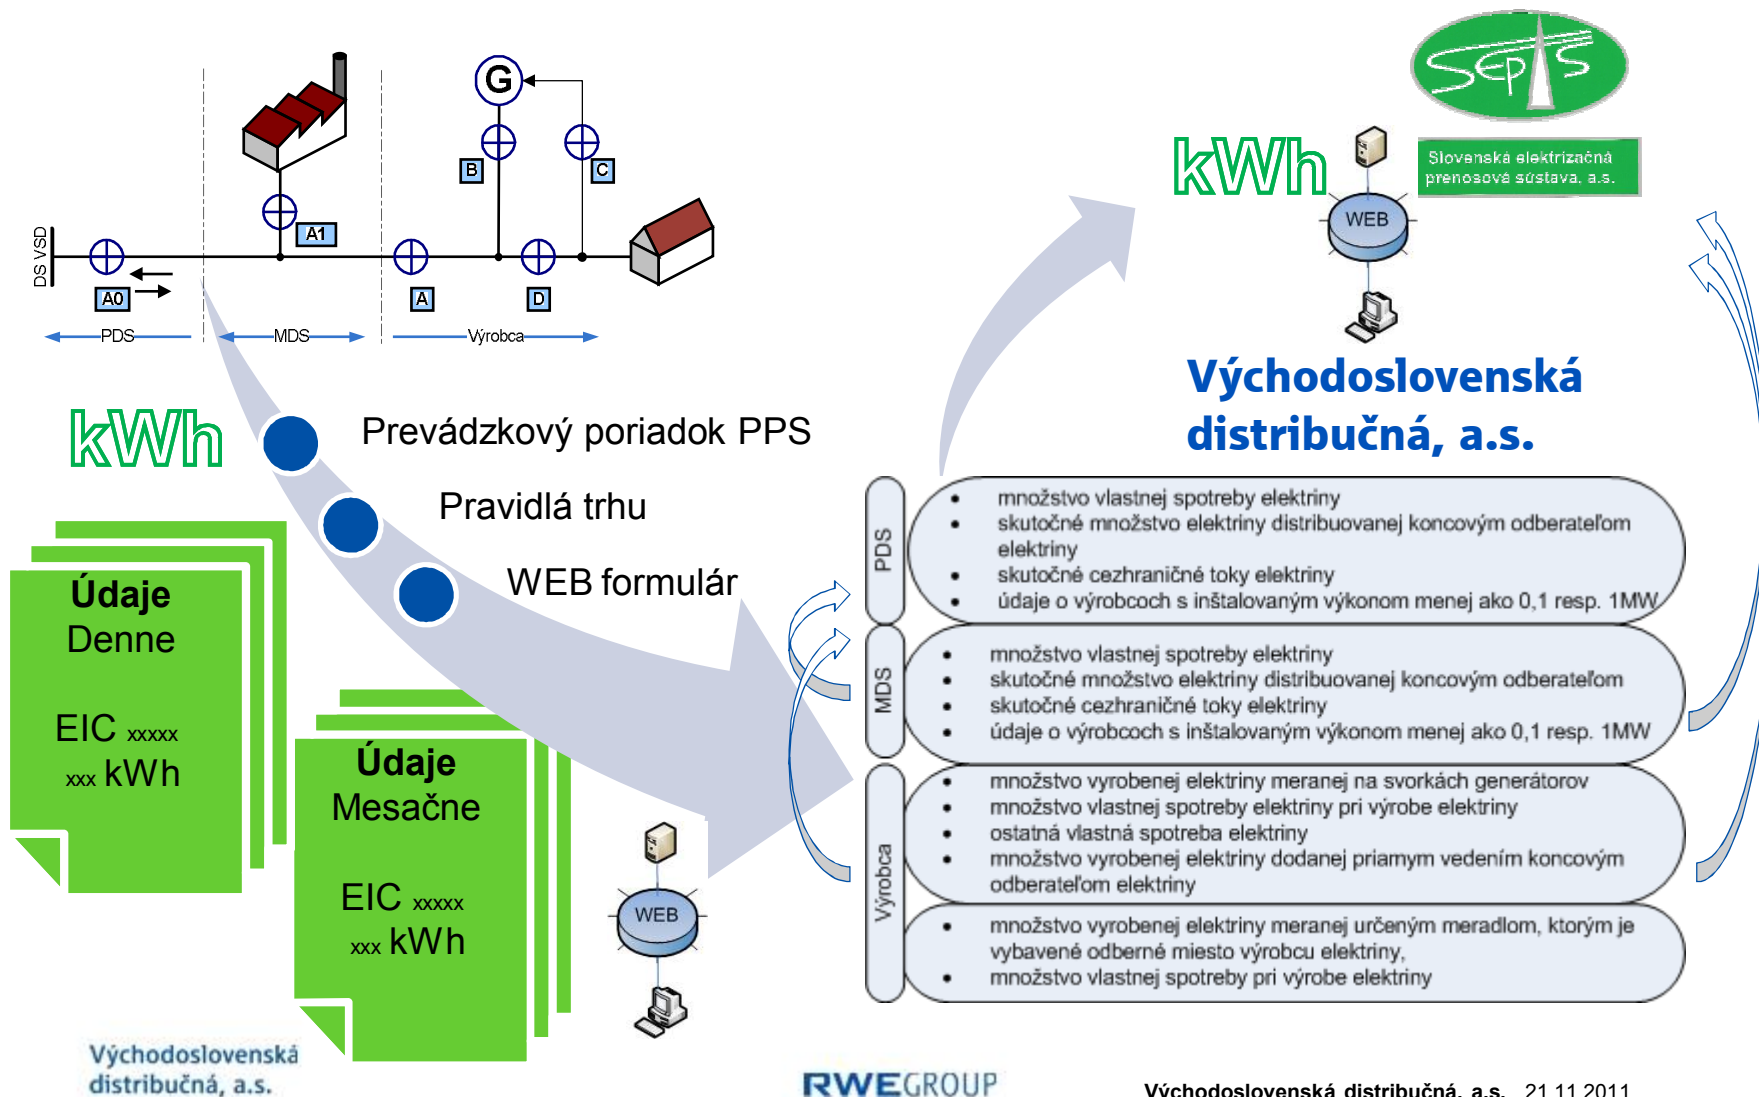 G
B
C
A1
DS VSD
A0
A
D
PDS
MDS
Výrobca
kWh
Prevádzkový poriadok PPS
Pravidlá trhu
WEB formulár
Údaje
Denne
EIC xxxxx
xxx kWh
Údaje
Mesačne
EIC xxxxx
xxx kWh
WEB
SEPS
kWh
Slovenská elektrizačná
prenosová sústava, a.s.
WEB
Východoslovenská
distribučná, a.s.
PDS
• množstvo vlastnej spotreby elektriny
• skutočné množstvo elektriny distribuovanej koncovým odberateľom
elektriny
• skutočné cezhraničné toky elektriny
• údaje o výrobcoch s inštalovaným výkonom menej ako 0,1 resp. 1MW
MDS
• množstvo vlastnej spotreby elektriny
• skutočné množstvo elektriny distribuovanej koncovým odberateľom
• skutočné cezhraničné toky elektriny
• údaje o výrobcoch s inštalovaným výkonom menej ako 0,1 resp. 1MW
Výrobca
• množstvo vyrobenej elektriny meranej na svorkách generátorov
• množstvo vlastnej spotreby elektriny pri výrobe elektriny
• ostatná vlastná spotreba elektriny
• množstvo vyrobenej elektriny dodanej priamym vedením koncovým
odberateľom elektriny
• množstvo vyrobenej elektriny meranej určeným meradlom, ktorým je
vybavené odberné miesto výrobcu elektriny,
• množstvo vlastnej spotreby pri výrobe elektriny
Východoslovenská
distribučná, a.s.
RWE GROUP
Východoslovenská distribučná, a.s. 21.11.2011